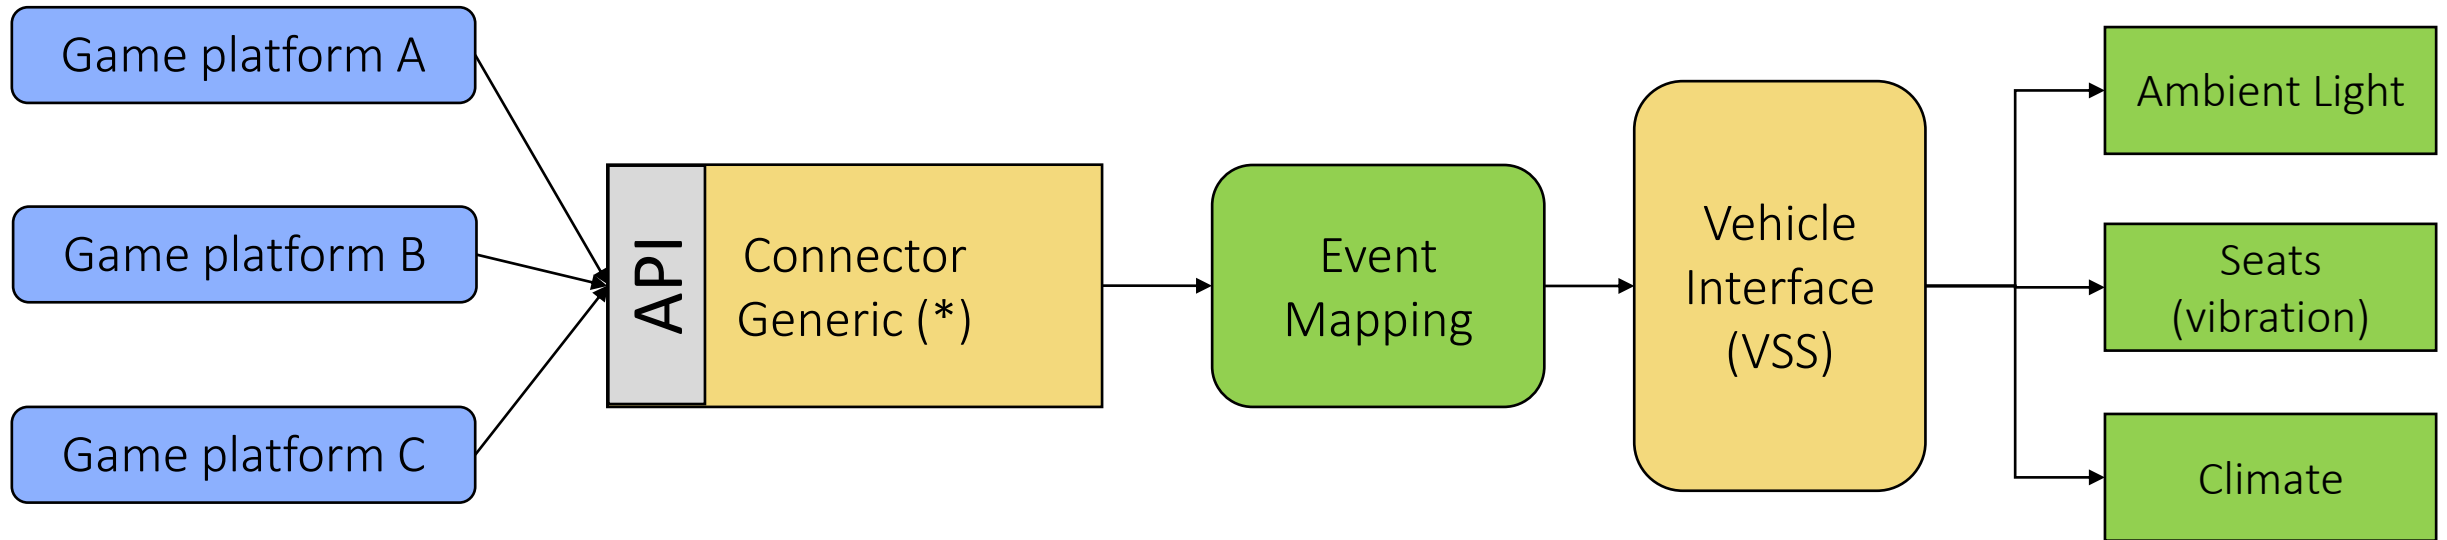 Game platform A
Game platform B
Game platform C
API
Connector
Generic (*)
Event
Mapping
Vehicle
Interface
(VSS)
Ambient Light
Seats
(vibration)
Climate